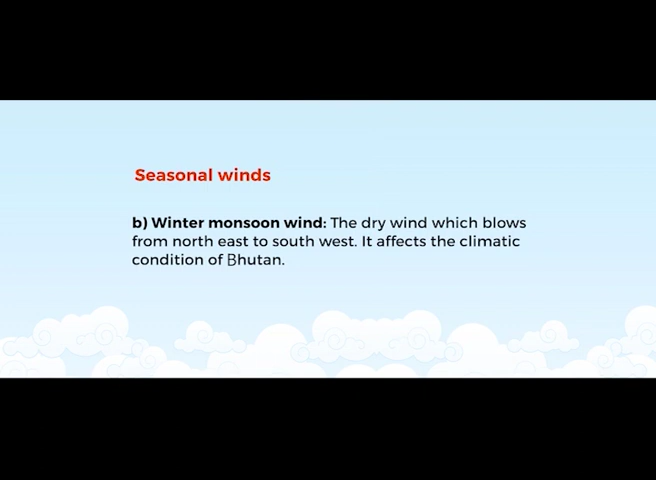 Seasonal winds
b) Winter monsoon wind: The dry wind which blows
from north east to south west. It affects the climatic
condition of Bhutan.